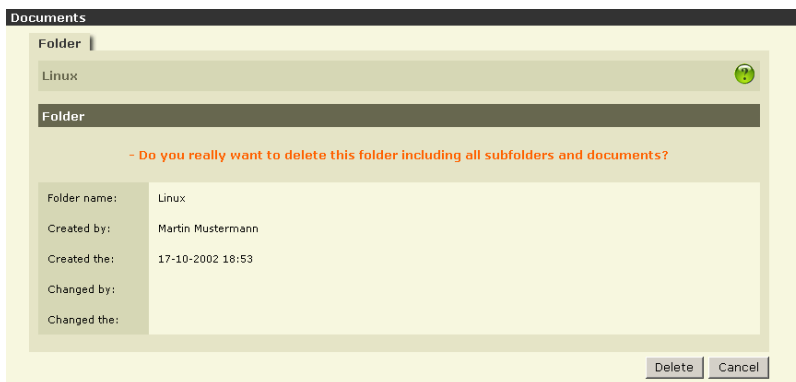 Documents
Folder
Linux
?
Folder
- Do you really want to delete this folder including all subfolders and documents?
Folder name: Linux
Created by: Martin Mustermann
Created the: 17-10-2002 18:53
Changed by:
Changed the:
Delete Cancel